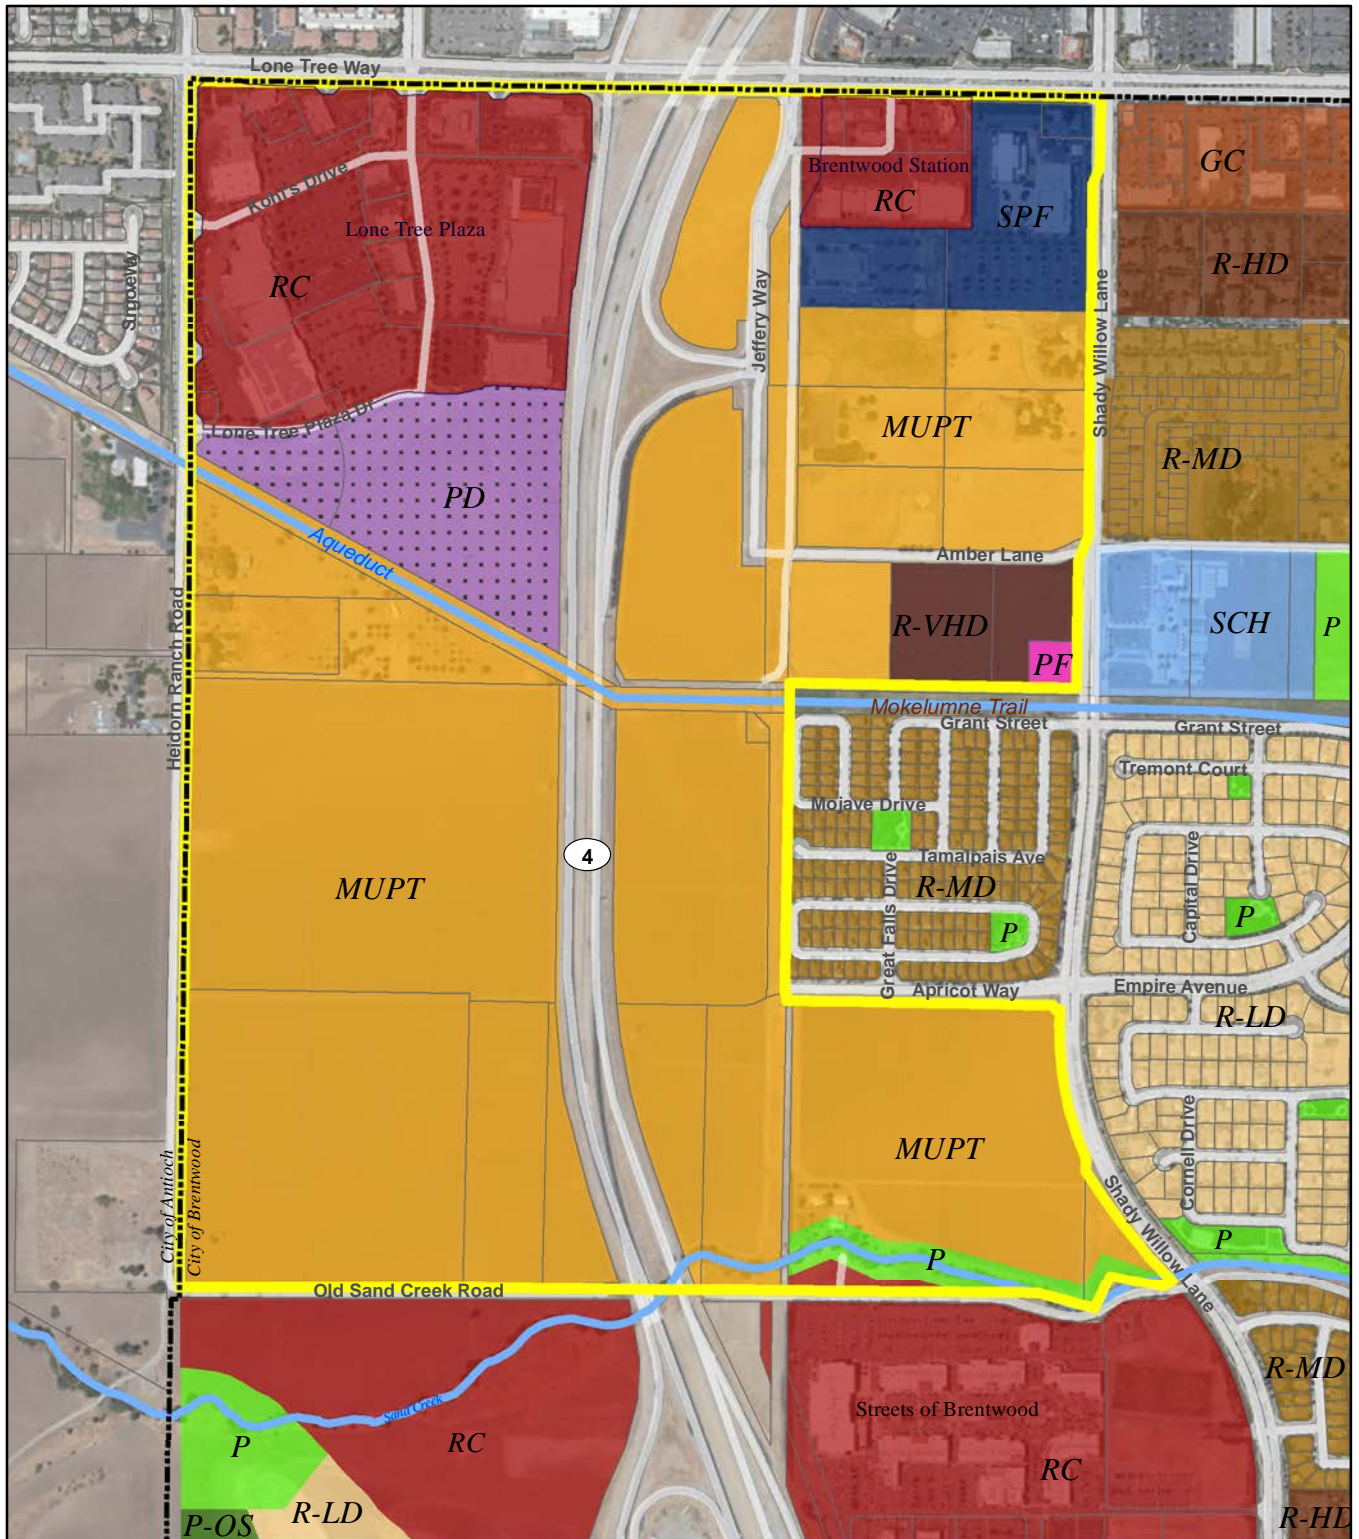 Lone Tree Way
Kohl's Drive
Lone Tree Plaza
RC
Brentwood Station
RC
SPF
GC
R-HD
Jeffery Way
Shady Willow Lane
MUPT
R-MD
Lone Tree Plaza Dr
PD
Aqueduct
Amber Lane
R-VHD
PF
SCH
P
Heidorn Ranch Road
Mokelumne Trail
Grant Street
Grant Street
Tremont Court
Mojave Drive
4
Tamalpais Ave
MUPT
R-MD
Great Falls Drive
P
Capital Drive
P
Apricot Way
Empire Avenue
R-LD
MUPT
Cornell Drive
City of Antioch
City of Brentwood
Shady Willow Lane
P
P
Old Sand Creek Road
R-MD
Sand Creek
Streets of Brentwood
P
RC
RC
R-LD
P-OS
R-HD